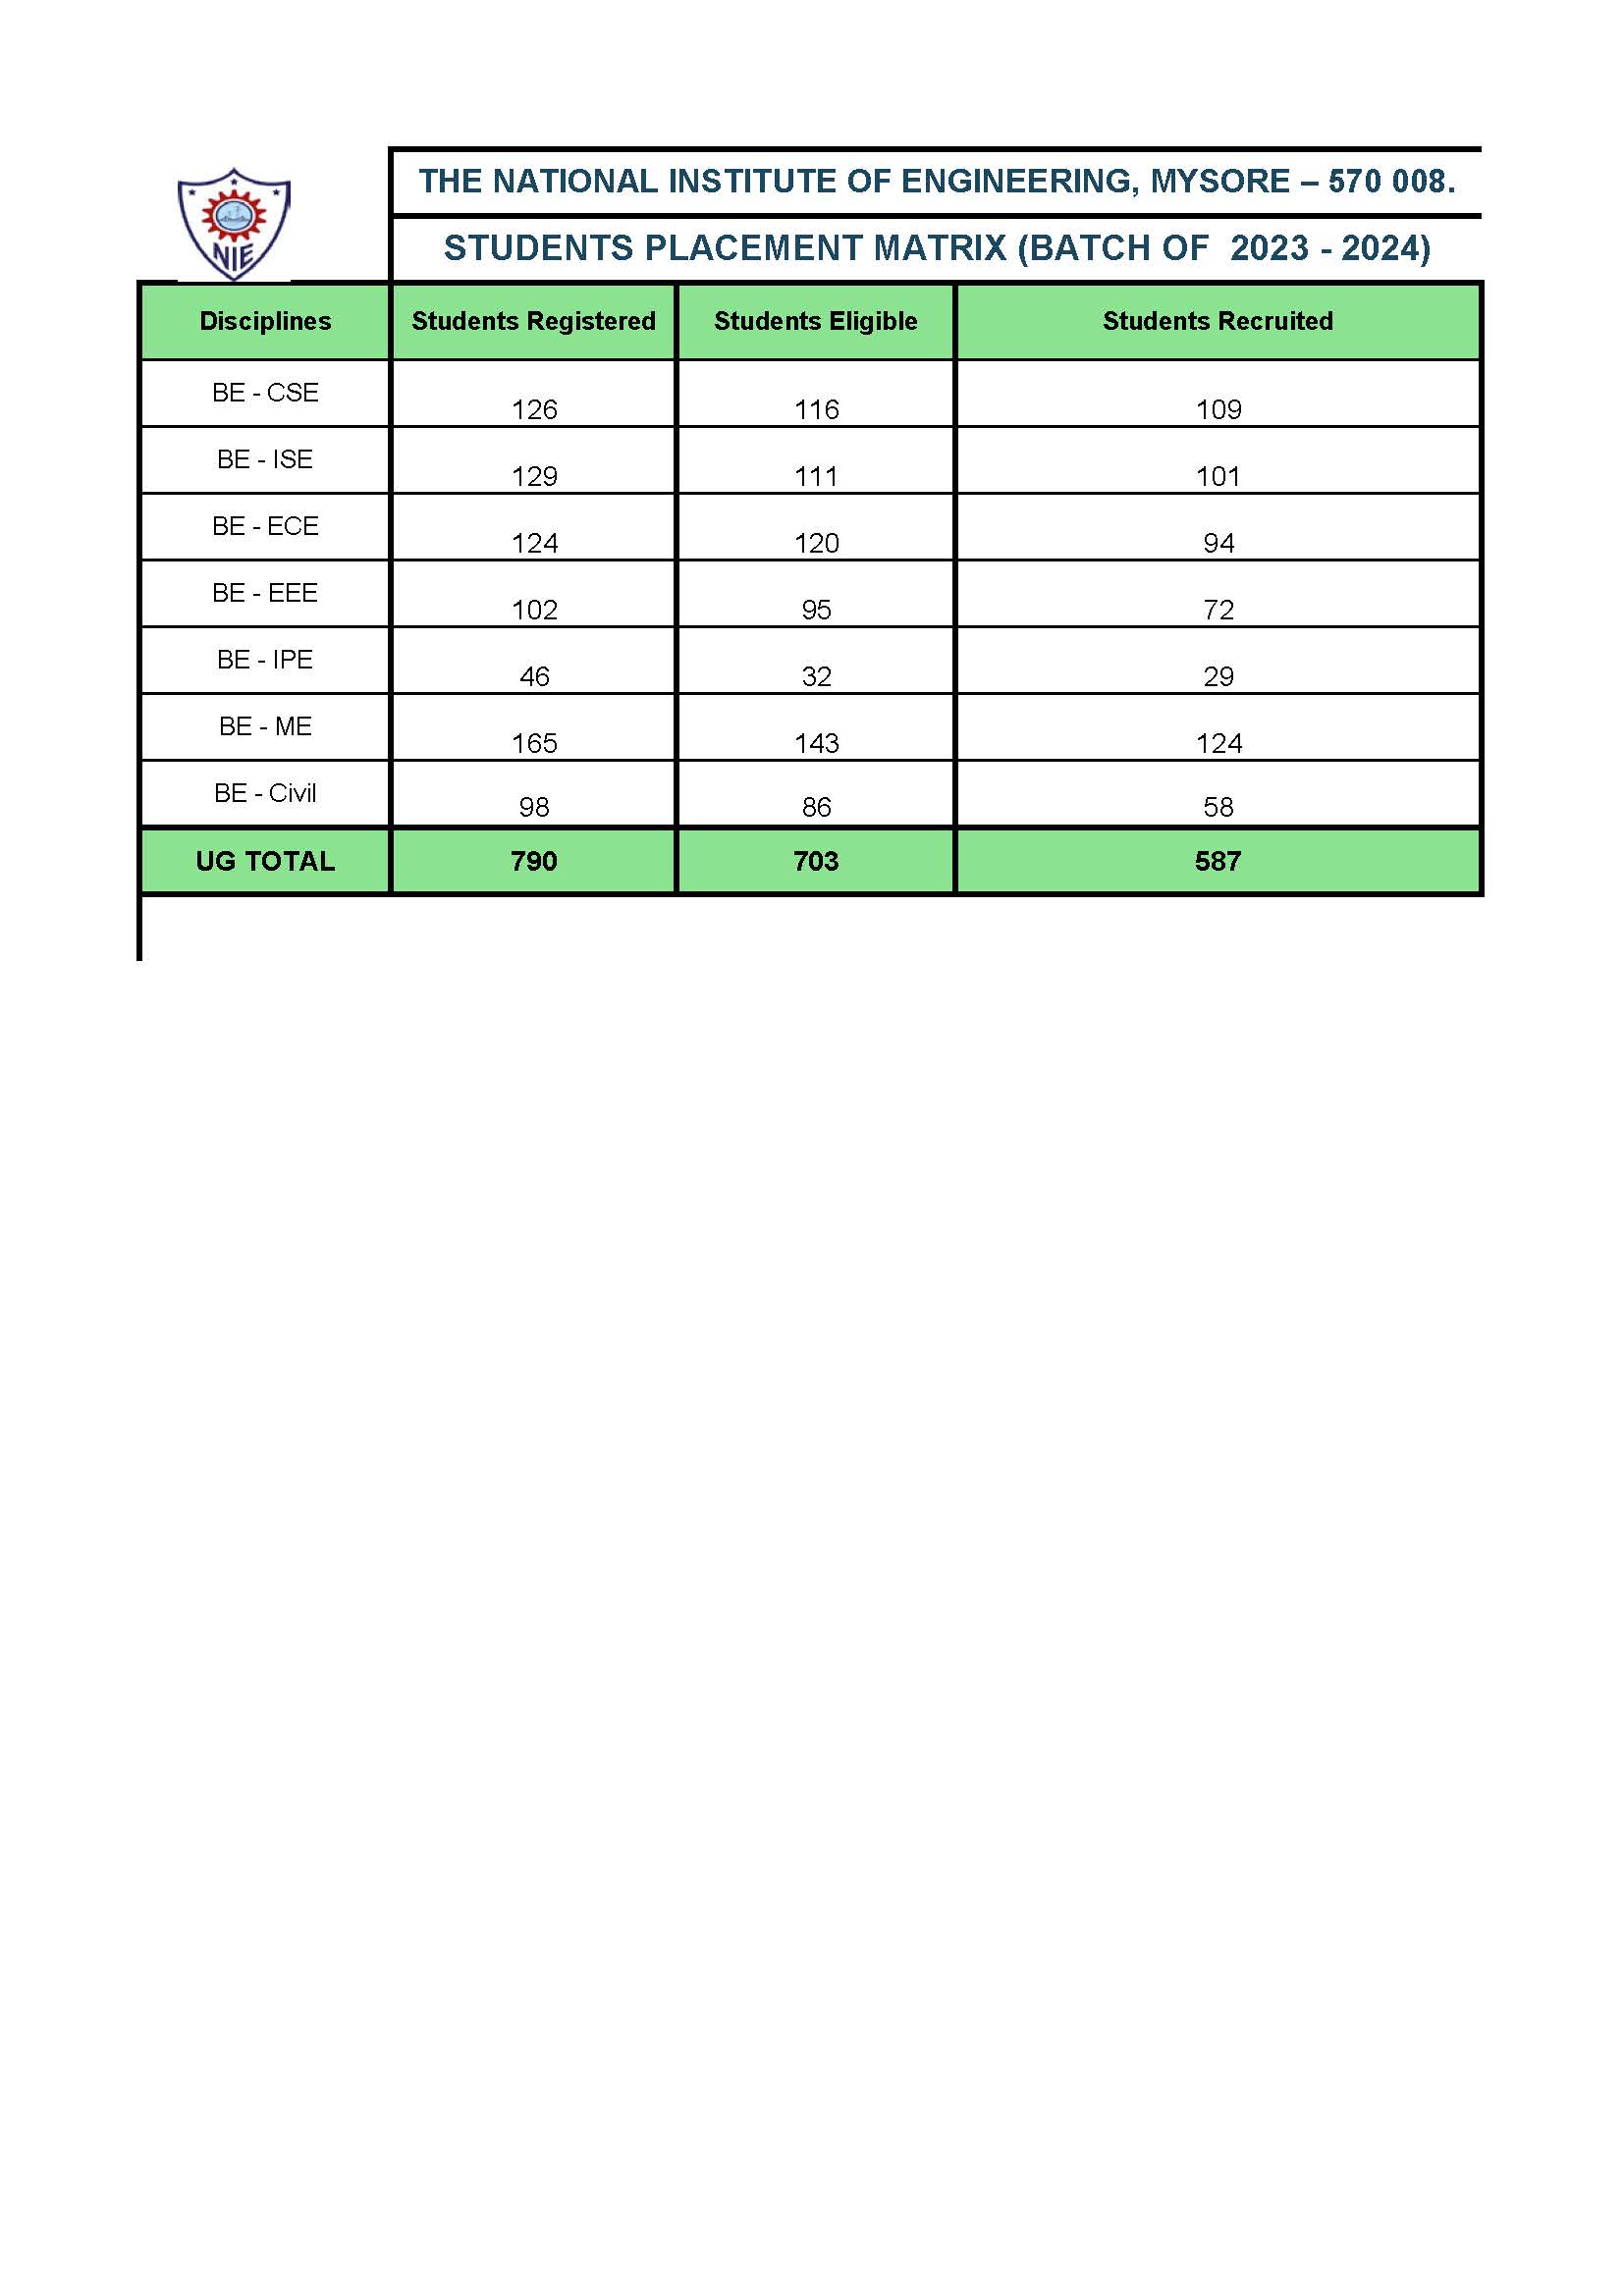 NIE
THE NATIONAL INSTITUTE OF ENGINEERING, MYSORE – 570 008.
STUDENTS PLACEMENT MATRIX (BATCH OF 2023 - 2024)
Disciplines Students Registered Students Eligible Students Recruited
BE - CSE 126 116 109
BE - ISE 129 111 101
BE - ECE 124 120 94
BE - EEE 102 95 72
BE - IPE 46 32 29
BE - ME 165 143 124
BE - Civil 98 86 58
UG TOTAL 790 703 587